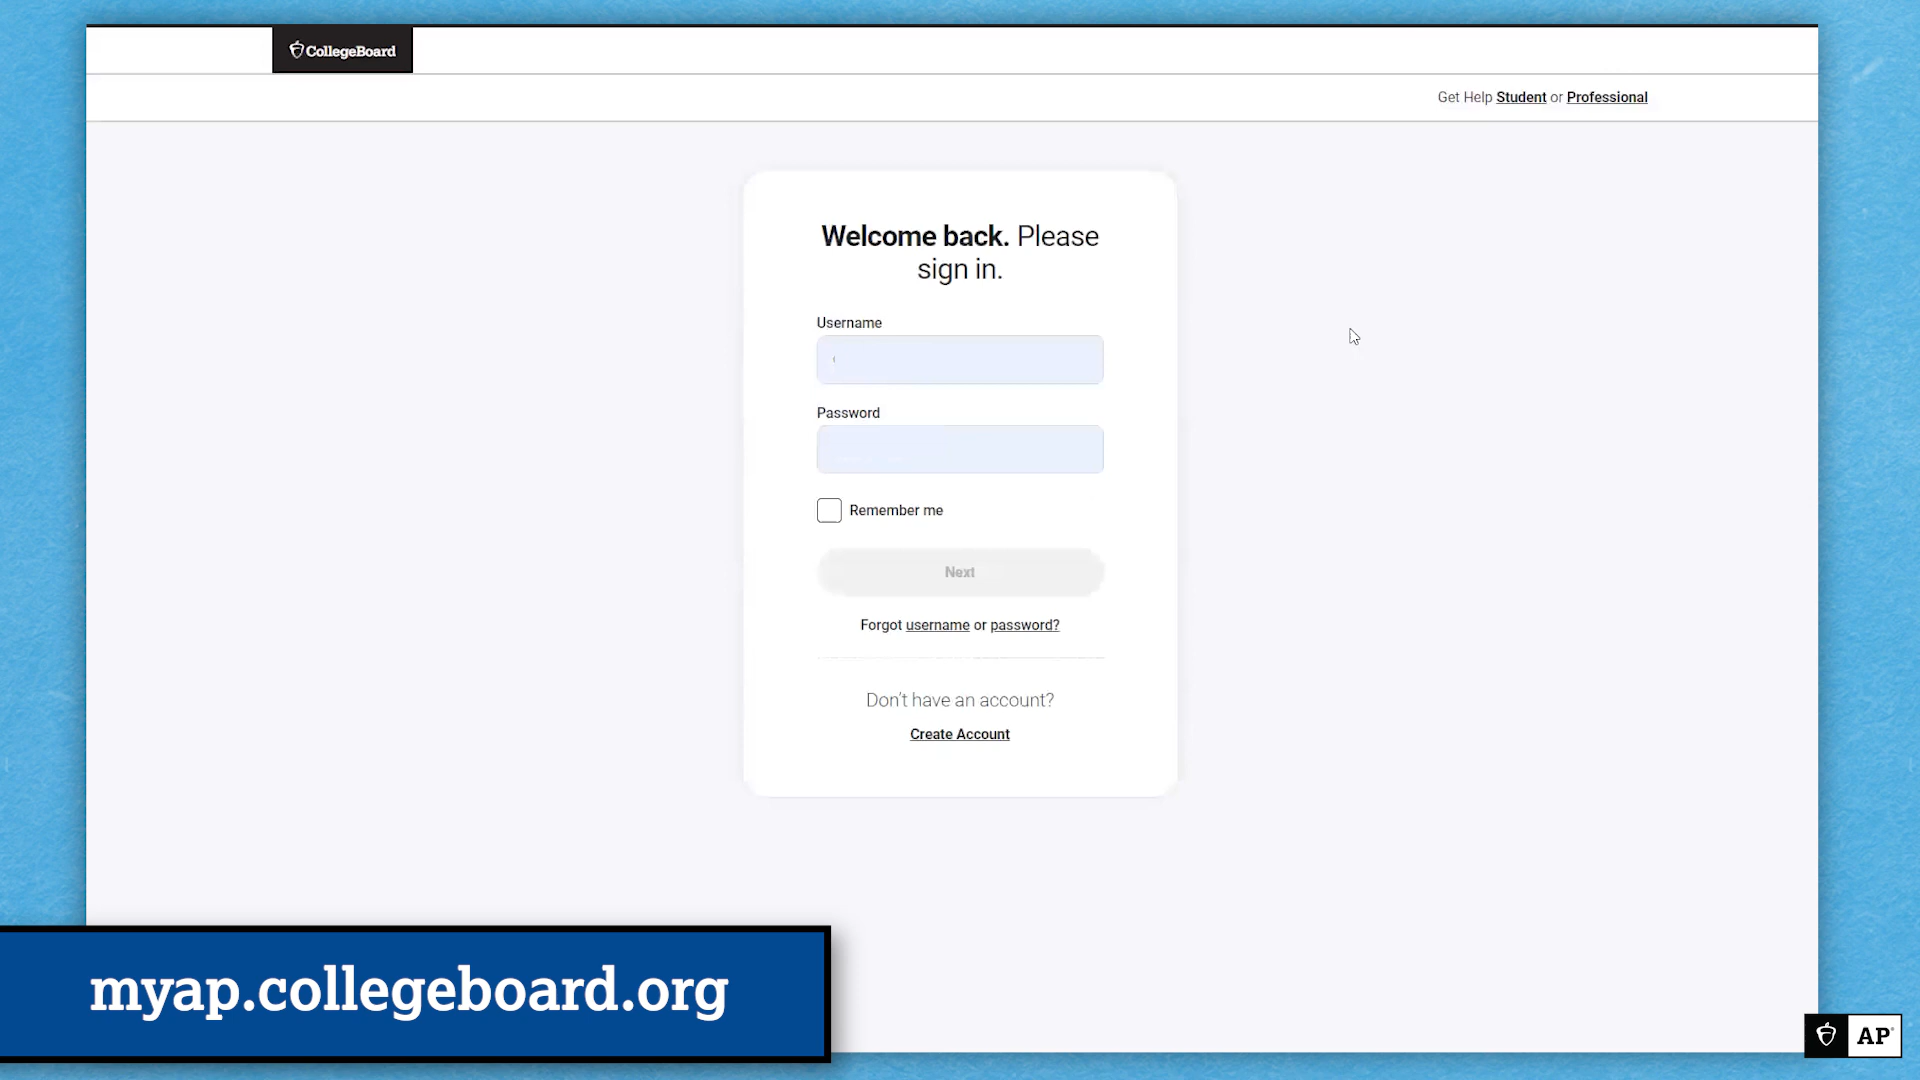 CollegeBoard
Get Help Student or Professional
Welcome back. Please
sign in.
Username
Password
Remember me
Next
Forgot username or password?
Don't have an account?
Create Account
myap.collegeboard.org
AP®